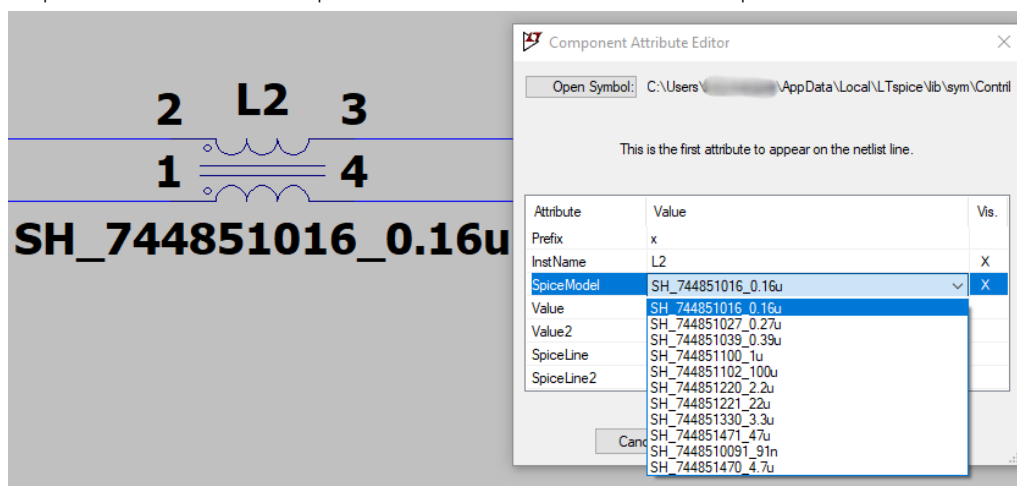 2 L2 3
1 4
SH_744851016_0.16u
Component Attribute Editor
Open Symbol: C:\Users\ \AppData\Local\LTspice\lib\sym\Contril
This is the first attribute to appear on the netlist line.
Attribute Value Vis.
Prefix x
InstName L2 X
SpiceModel SH_744851016_0.16u X
Value SH_744851016_0.16u
SH_744851027_0.27u
Value2 SH_744851039_0.39u
SpiceLine SH_744851100_1u
SH_744851102_100u
SpiceLine2 SH_744851220_2.2u
SH_744851221_22u
SH_744851330_3.3u
Canc SH_744851471_47u
SH_7448510091_91n
SH_744851470_4.7u